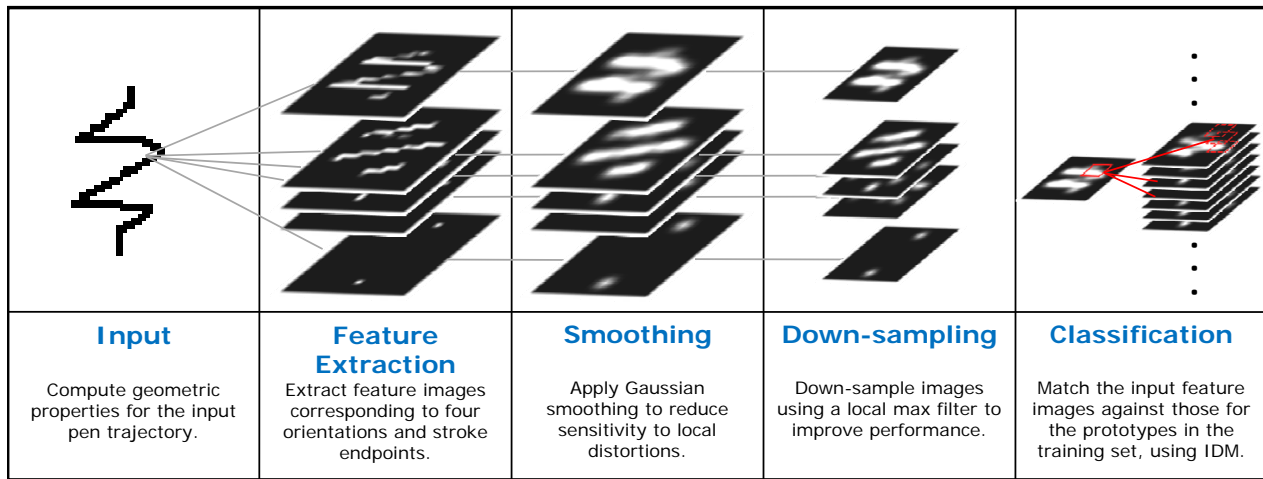 Input
Compute geometric
properties for the input
pen trajectory.
Feature
Extraction
Extract feature images
corresponding to four
orientations and stroke
endpoints.
Smoothing
Apply Gaussian
smoothing to reduce
sensitivity to local
distortions.
Down-sampling
Down-sample images
using a local max filter to
improve performance.
Classification
Match the input feature
images against those for
the prototypes in the
training set, using IDM.